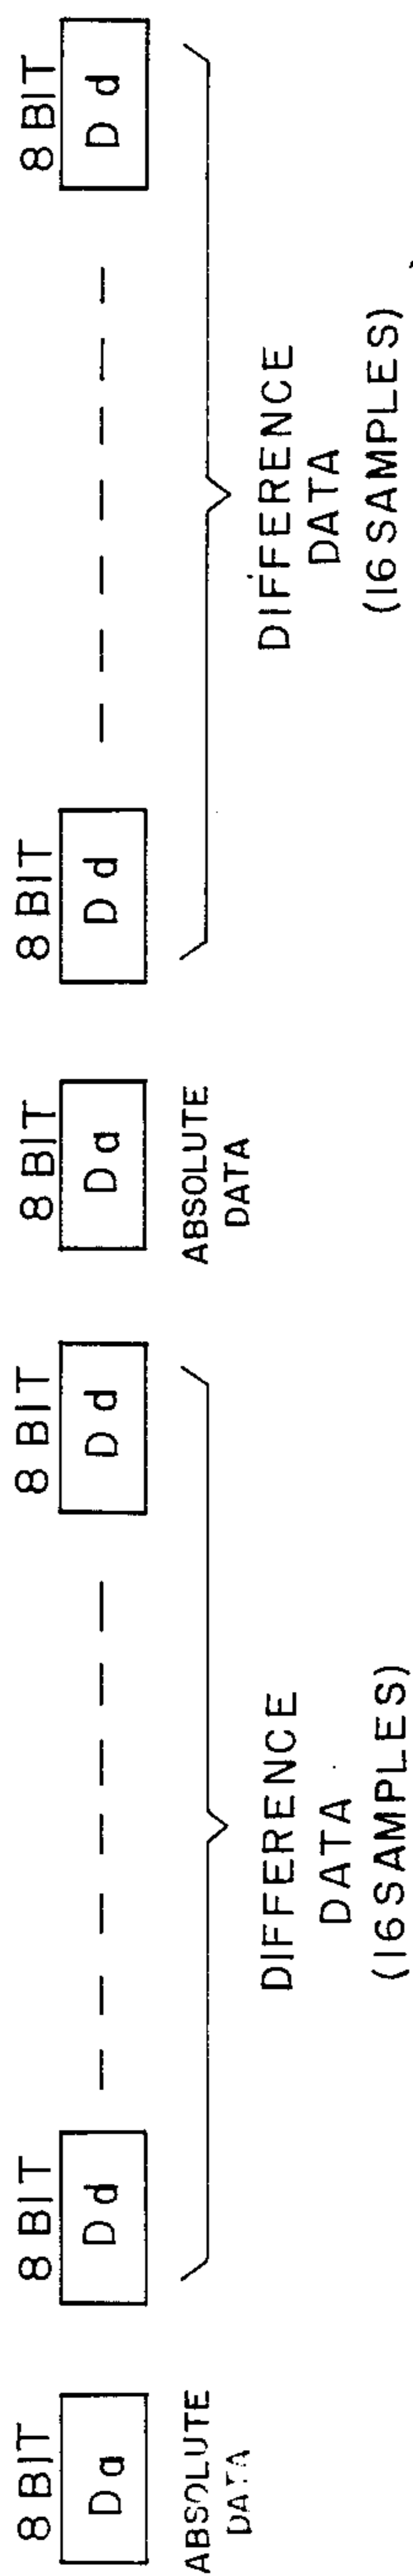 8 BIT
Da
ABSOLUTE
DATA
8 BIT
Dd
8 BIT
Dd
DIFFERENCE
DATA
(16 SAMPLES)
8 BIT
Da
ABSOLUTE
DATA
8 BIT
Dd
8 BIT
Dd
DIFFERENCE
DATA
(16 SAMPLES)